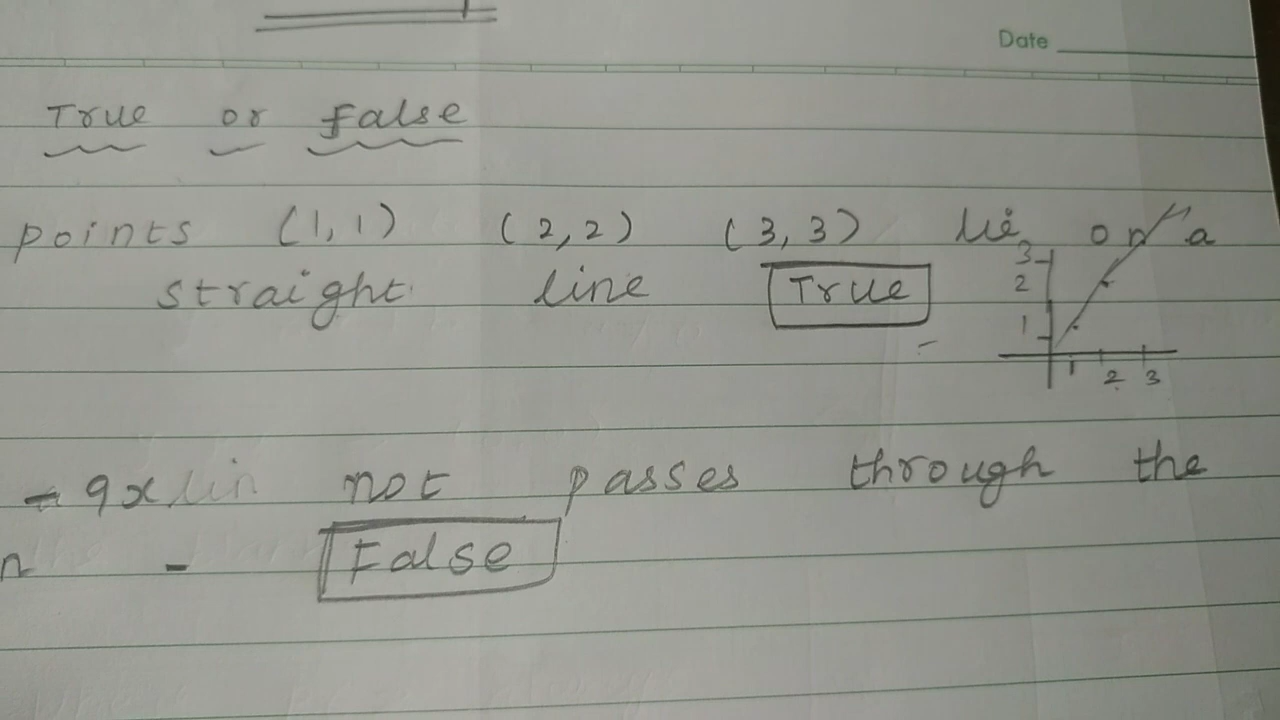 Date
True or False
points (1,1) (2,2) (3,3) lie on a
straight line True
3
2
1
1 2 3
- 9x not passes through the
n - False